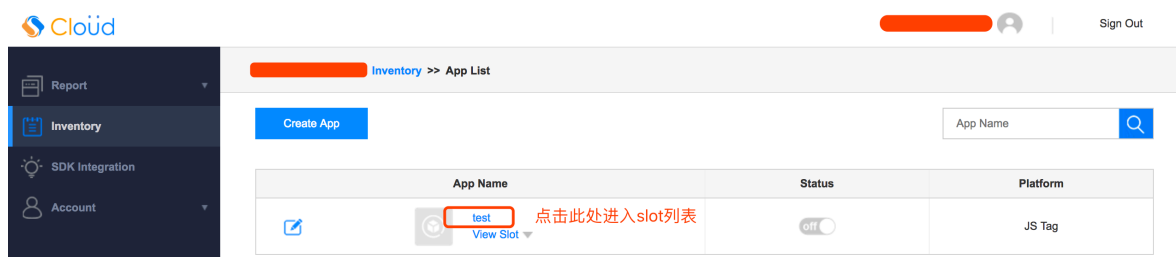 Cloüd
Sign Out
Report
Inventory >> App List
Create App
App Name
Inventory
SDK Integration
Account
App Name Status Platform
test 点击此处进入slot列表
View Slot
off
JS Tag